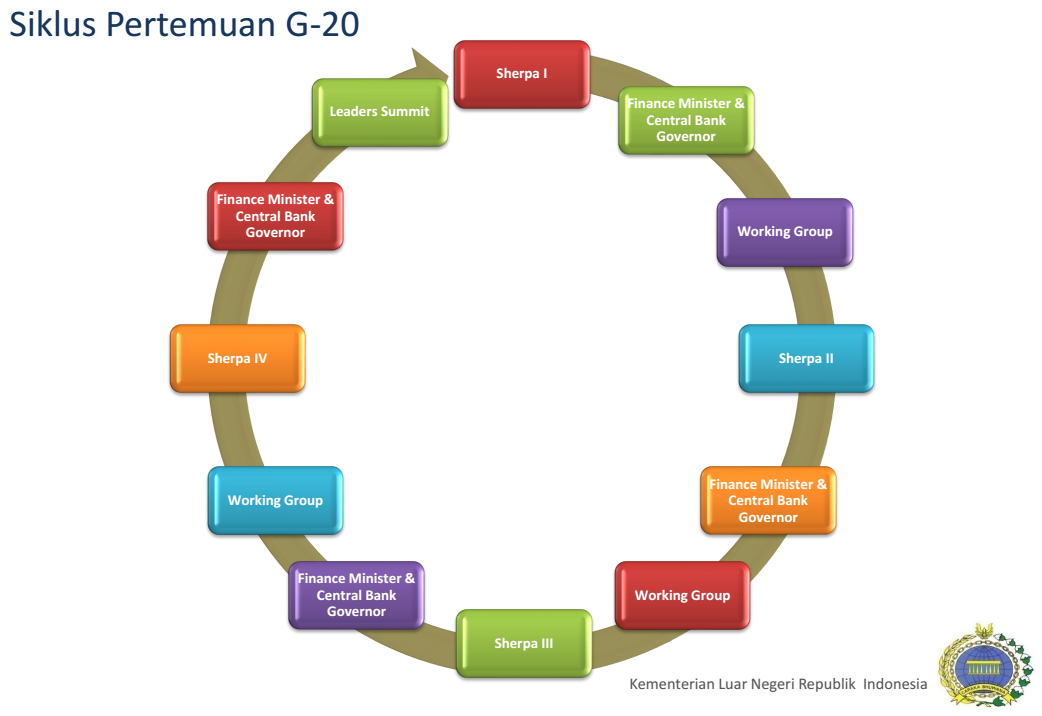 Siklus Pertemuan G-20
Sherpa I
Finance Minister &
Central Bank
Governor
Working Group
Sherpa II
Finance Minister &
Central Bank
Governor
Working Group
Sherpa III
Finance Minister &
Central Bank
Governor
Working Group
Sherpa IV
Finance Minister &
Central Bank
Governor
Leaders Summit
Kementerian Luar Negeri Republik Indonesia